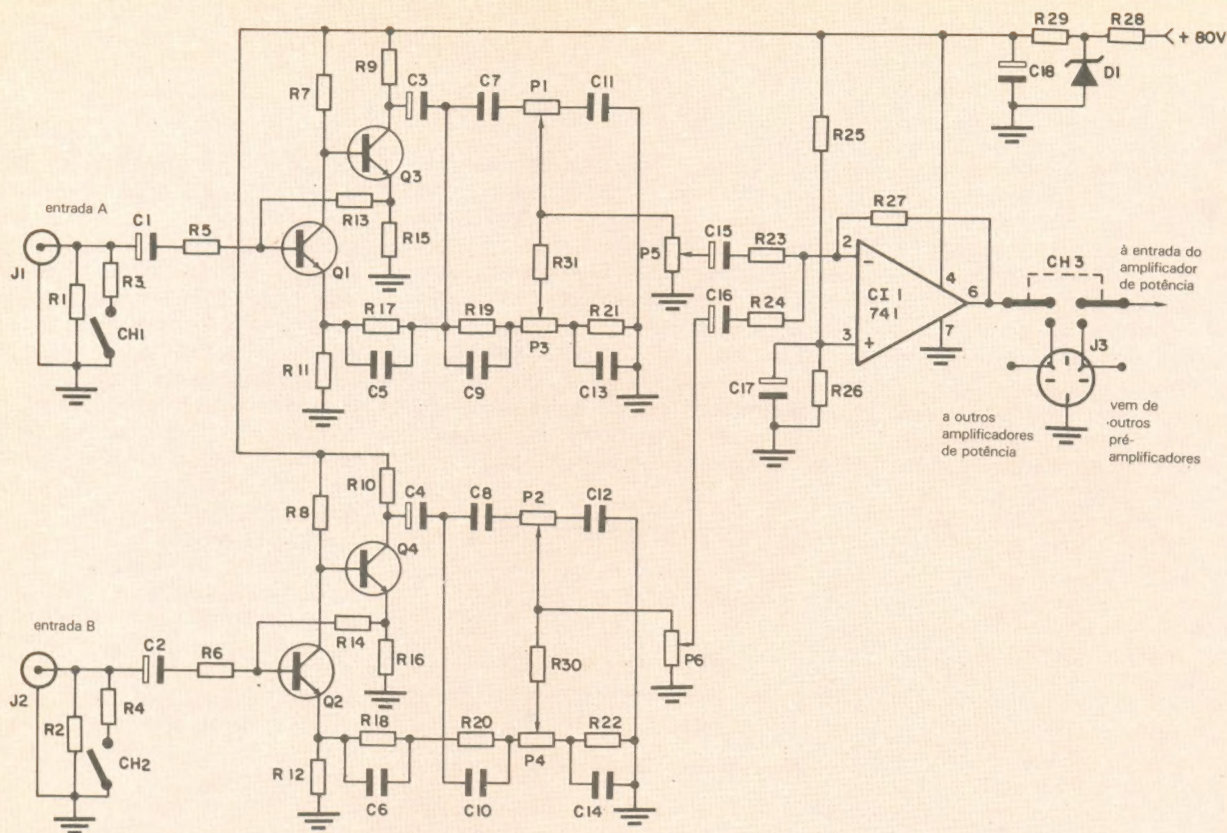 R29
R28
+ 80V
C18
D1
R9
C3
C7
P1
C11
R7
Q3
R25
entrada A
C1
R5
R13
R15
R27
J1
R1
R3
CH1
Q1
R31
P5
C15
R23
2
-
4
CH3
à entrada do
amplificador
de potência
R17
R19
R21
C16
R24
CI 1
741
6
3
+
7
P3
J3
R11
C5
C9
C13
C17
R26
a outros
amplificadores
de potência
vem de
outros
pré-
amplificadores
R10
C4
C8
P2
C12
R8
Q4
entrada B
C2
R6
R14
R16
R30
P6
J2
R2
R4
CH2
Q2
R18
R20
R22
P4
R12
C6
C10
C14